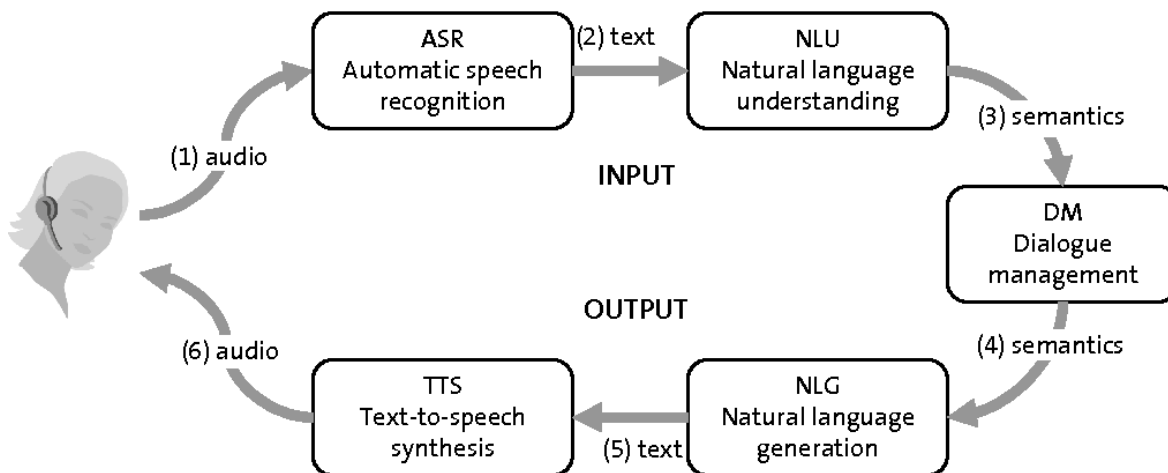 ASR
Automatic speech
recognition
(2) text
NLU
Natural language
understanding
(1) audio
(3) semantics
INPUT
DM
Dialogue
management
OUTPUT
(4) semantics
(6) audio
TTS
Text-to-speech
synthesis
(5) text
NLG
Natural language
generation